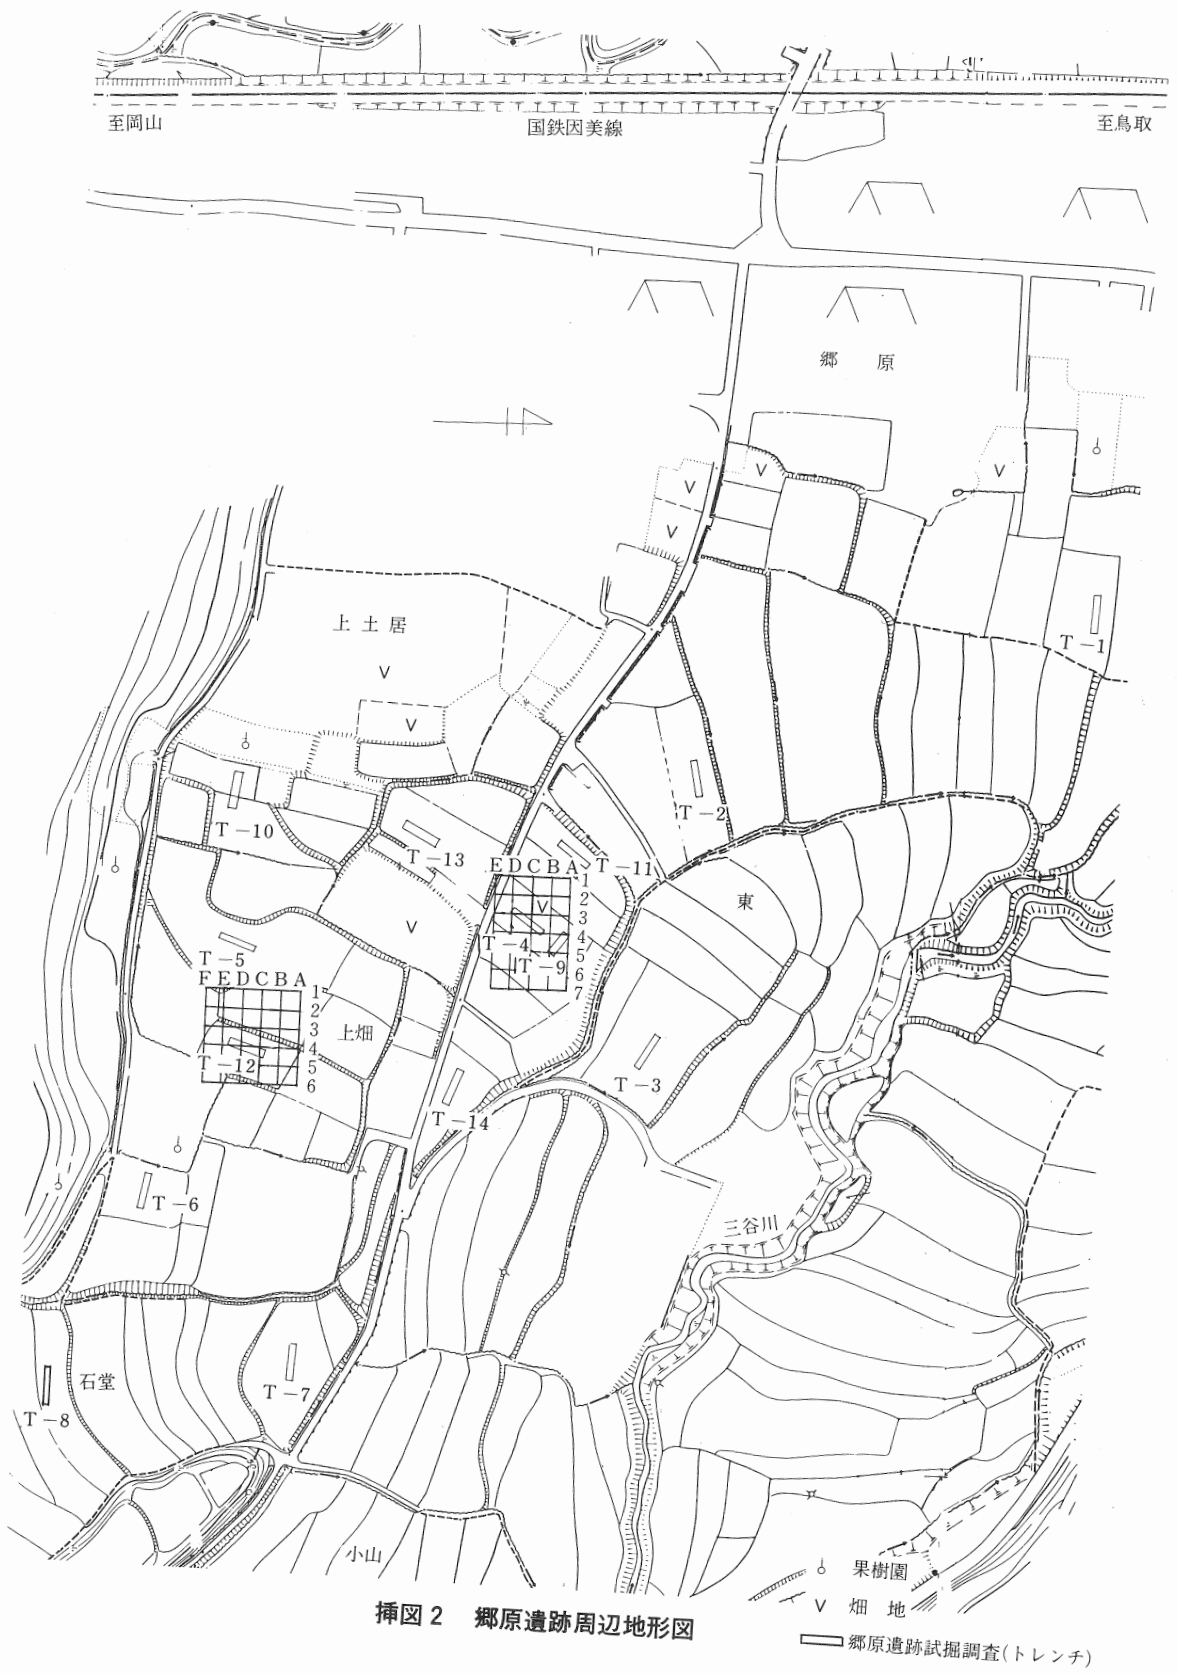 至岡山
国鉄因美線
至鳥取
郷 原
上 土 居
T-1
T-2
T-10
T-13
T-11
E D C B A
1
2
3
4
5
6
7
T-4
T-9
東
T-5
F E D C B A
1
2
3
4
5
6
T-12
上畑
T-3
T-14
T-6
三谷川
石堂
T-7
T-8
小山
果樹園
畑 地
郷原遺跡試掘調査(トレンチ)
挿図2 郷原遺跡周辺地形図